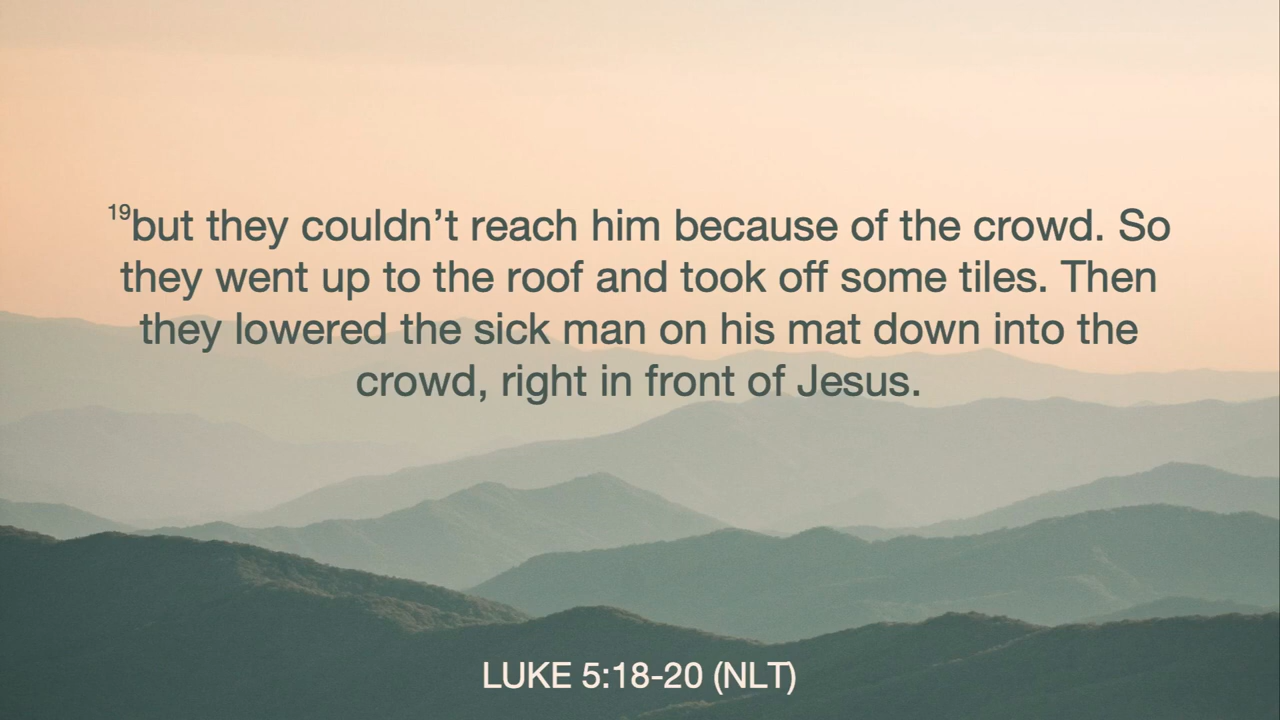 19but they couldn’t reach him because of the crowd. So
they went up to the roof and took off some tiles. Then
they lowered the sick man on his mat down into the
crowd, right in front of Jesus.
LUKE 5:18-20 (NLT)